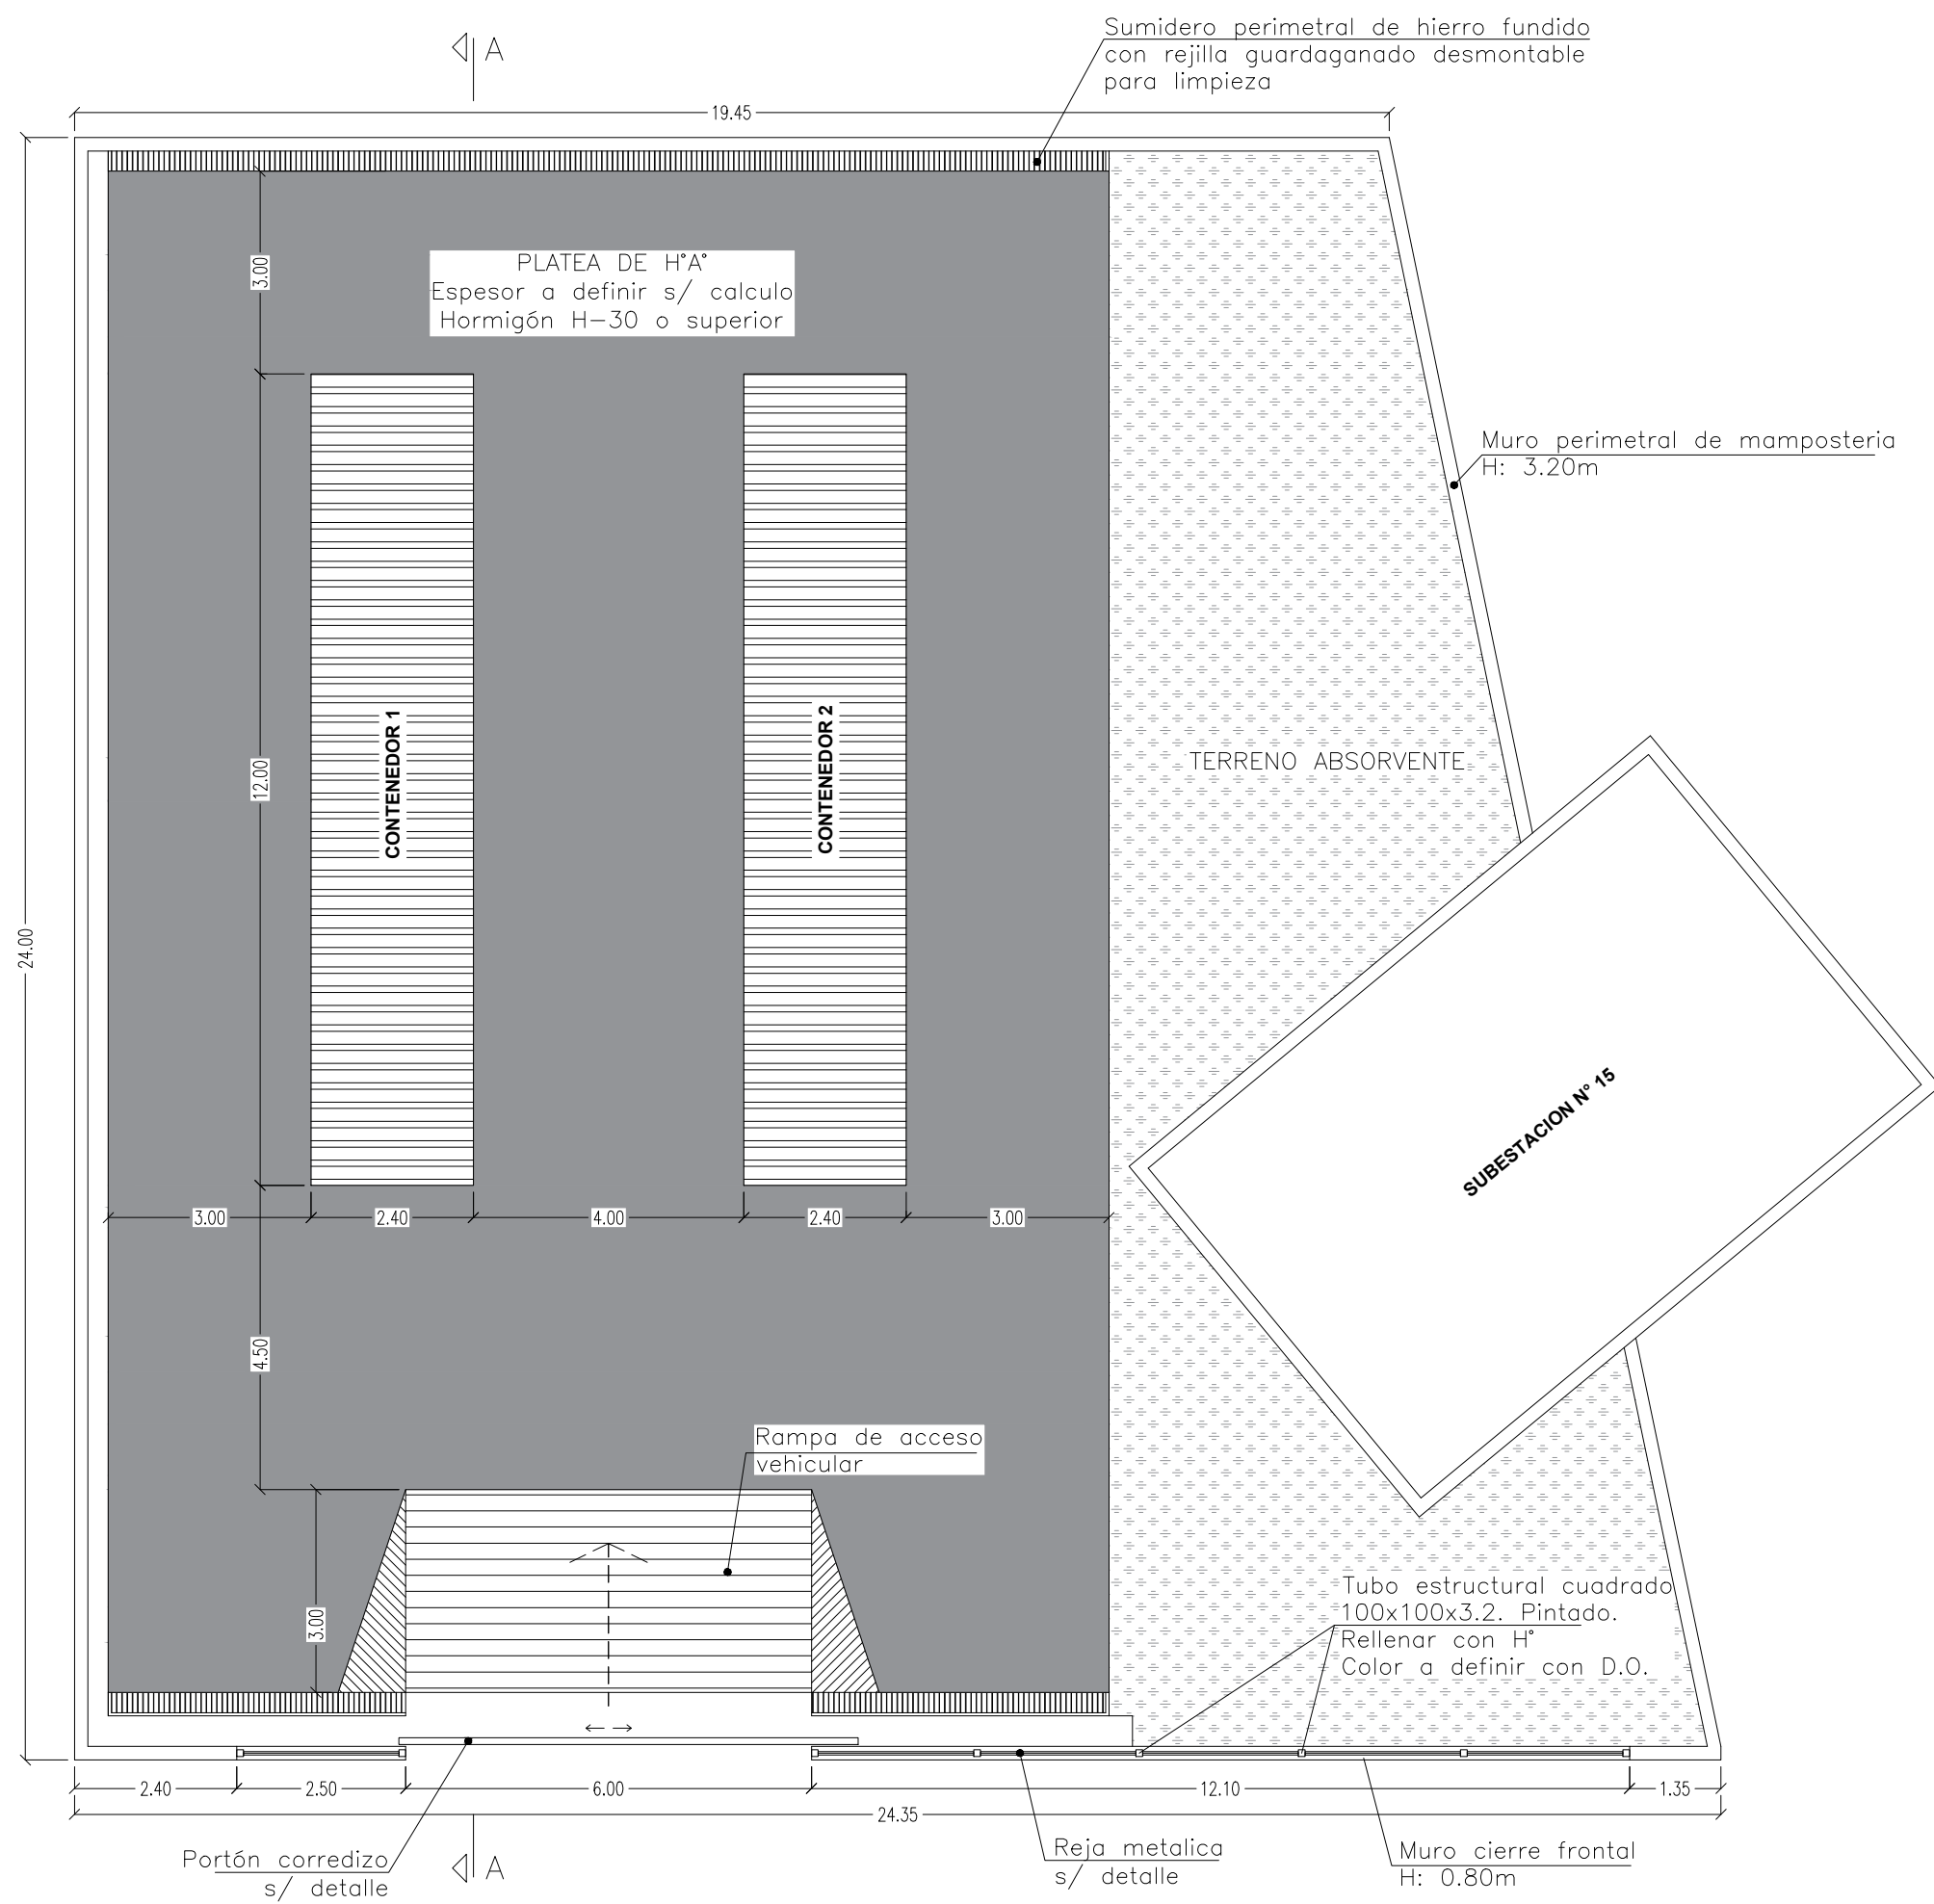 Sumidero perimetral de hierro fundido
con rejilla guardaganado desmontable
para limpieza
A
19.45
3.00
PLATEA DE H°A°
Espesor a definir s/ calculo
Hormigón H-30 o superior
Muro perimetral de mamposteria
H: 3.20m
24.00
12.00
CONTENEDOR 1
CONTENEDOR 2
TERRENO ABSORVENTE
SUBESTACION N° 15
3.00
2.40
4.00
2.40
3.00
4.50
Rampa de acceso
vehicular
3.00
Tubo estructural cuadrado
100x100x3.2. Pintado.
Rellenar con H°
Color a definir con D.O.
2.40
2.50
6.00
12.10
1.35
24.35
Portón corredizo
s/ detalle
A
Reja metalica
s/ detalle
Muro cierre frontal
H: 0.80m